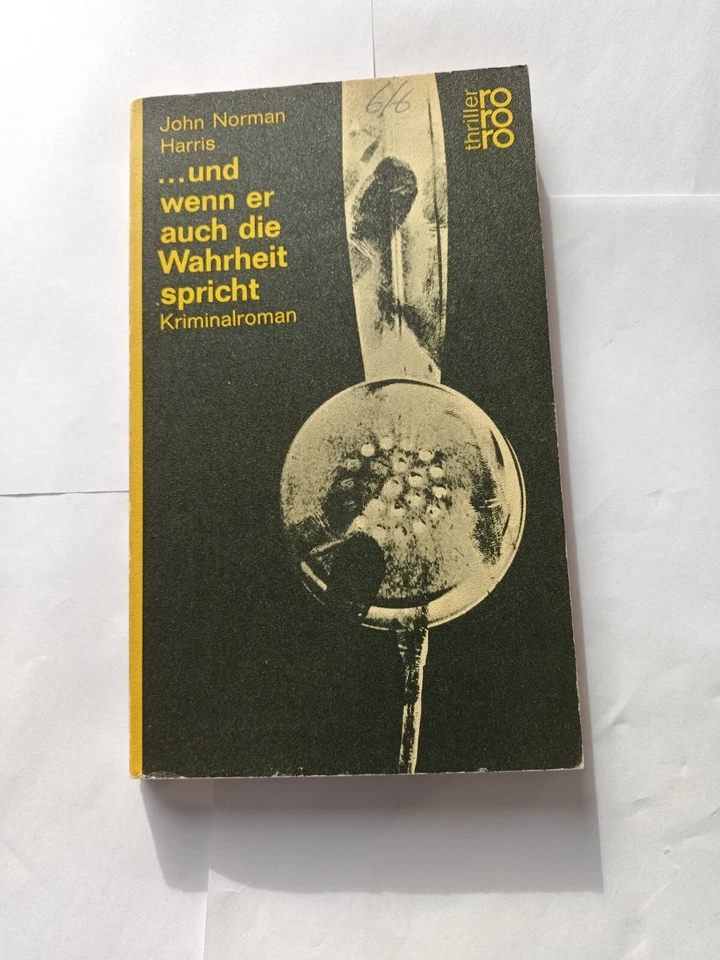 John Norman
Harris
...und
wenn er
auch die
Wahrheit
spricht
Kriminalroman
6/6
thriller
ro
ro
ro